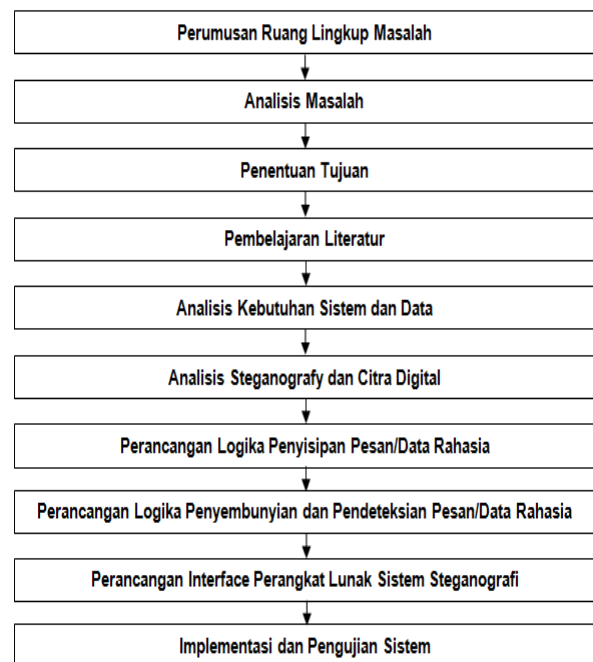 Perumusan Ruang Lingkup Masalah
Analisis Masalah
Penentuan Tujuan
Pembelajaran Literatur
Analisis Kebutuhan Sistem dan Data
Analisis Steganografy dan Citra Digital
Perancangan Logika Penyisipan Pesan/Data Rahasia
Perancangan Logika Penyembunyian dan Pendeteksian Pesan/Data Rahasia
Perancangan Interface Perangkat Lunak Sistem Steganografi
Implementasi dan Pengujian Sistem